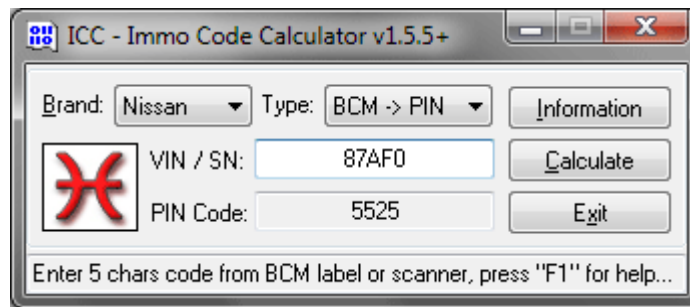 ICC - Immo Code Calculator v1.5.5+
Brand: Nissan Type: BCM -> PIN Information
VIN / SN: 87AF0 Calculate
PIN Code: 5525 Exit
Enter 5 chars code from BCM label or scanner, press "F1" for help...